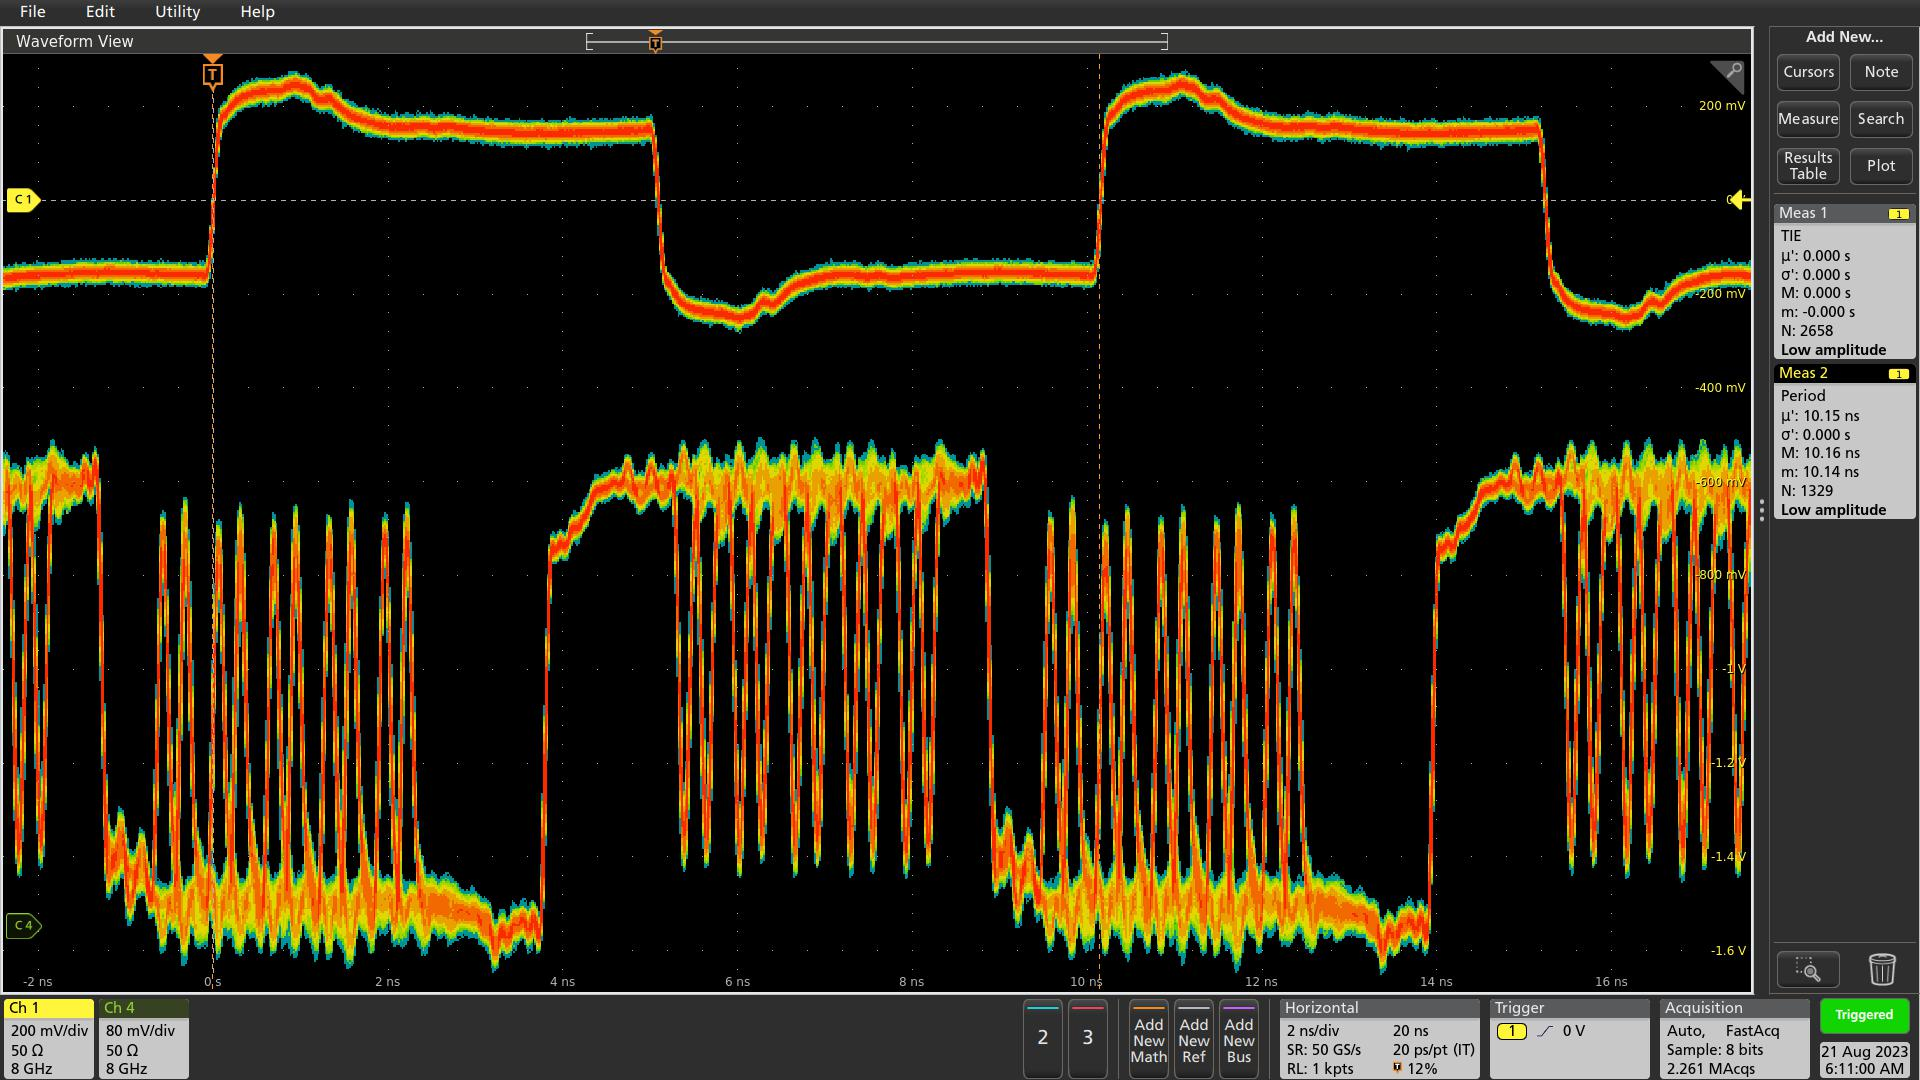 File Edit Utility Help
Waveform View
T
T
200 mV
C 1
-200 mV
-400 mV
-600 mV
-800 mV
-1 V
-1.2 V
-1.4 V
C 4
-1.6 V
-2 ns 0 s 2 ns 4 ns 6 ns 8 ns 10 ns 12 ns 14 ns 16 ns
Add New...
Cursors Note
Measure Search
Results Table Plot
Meas 1 1
TIE
µ': 0.000 s
σ': 0.000 s
M: 0.000 s
m: -0.000 s
N: 2658
Low amplitude
Meas 2 1
Period
µ': 10.15 ns
σ': 0.000 s
M: 10.16 ns
m: 10.14 ns
N: 1329
Low amplitude
Ch 1
200 mV/div
50 Ω
8 GHz
Ch 4
80 mV/div
50 Ω
8 GHz
2
3
Add New Math
Add New Ref
Add New Bus
Horizontal
2 ns/div 20 ns
SR: 50 GS/s 20 ps/pt (IT)
RL: 1 kpts T 12%
Trigger
1 0 V
Acquisition
Auto, FastAcq
Sample: 8 bits
2.261 MAcqs
Triggered
21 Aug 2023
6:11:00 AM